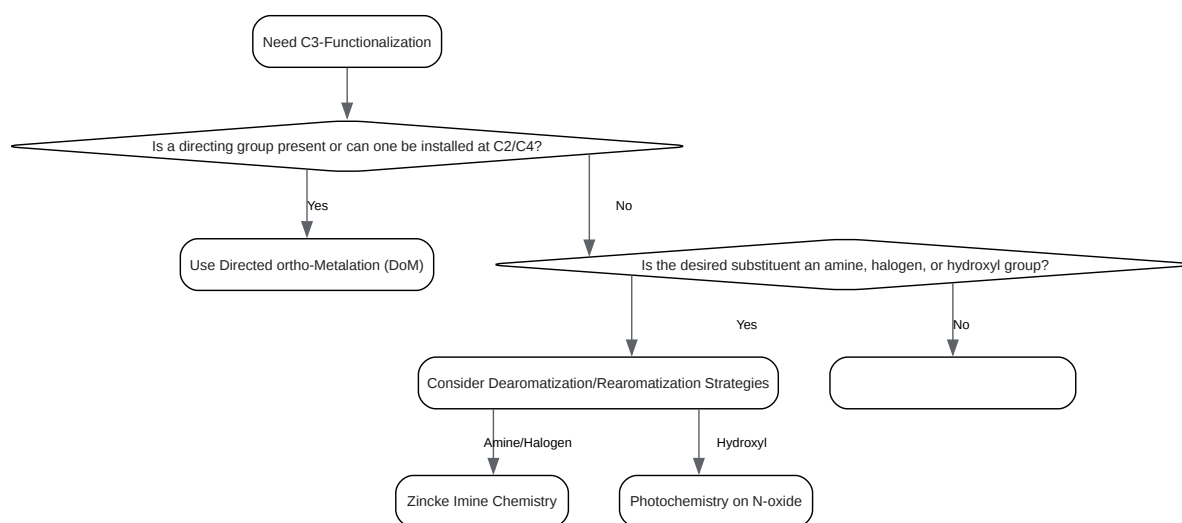 Need C3-Functionalization
Is a directing group present or can one be installed at C2/C4?
Yes
No
Use Directed ortho-Metalation (DoM)
Is the desired substituent an amine, halogen, or hydroxyl group?
Yes
No
Consider Dearomatization/Rearomatization Strategies
Amine/Halogen
Hydroxyl
Zincke Imine Chemistry
Photochemistry on N-oxide